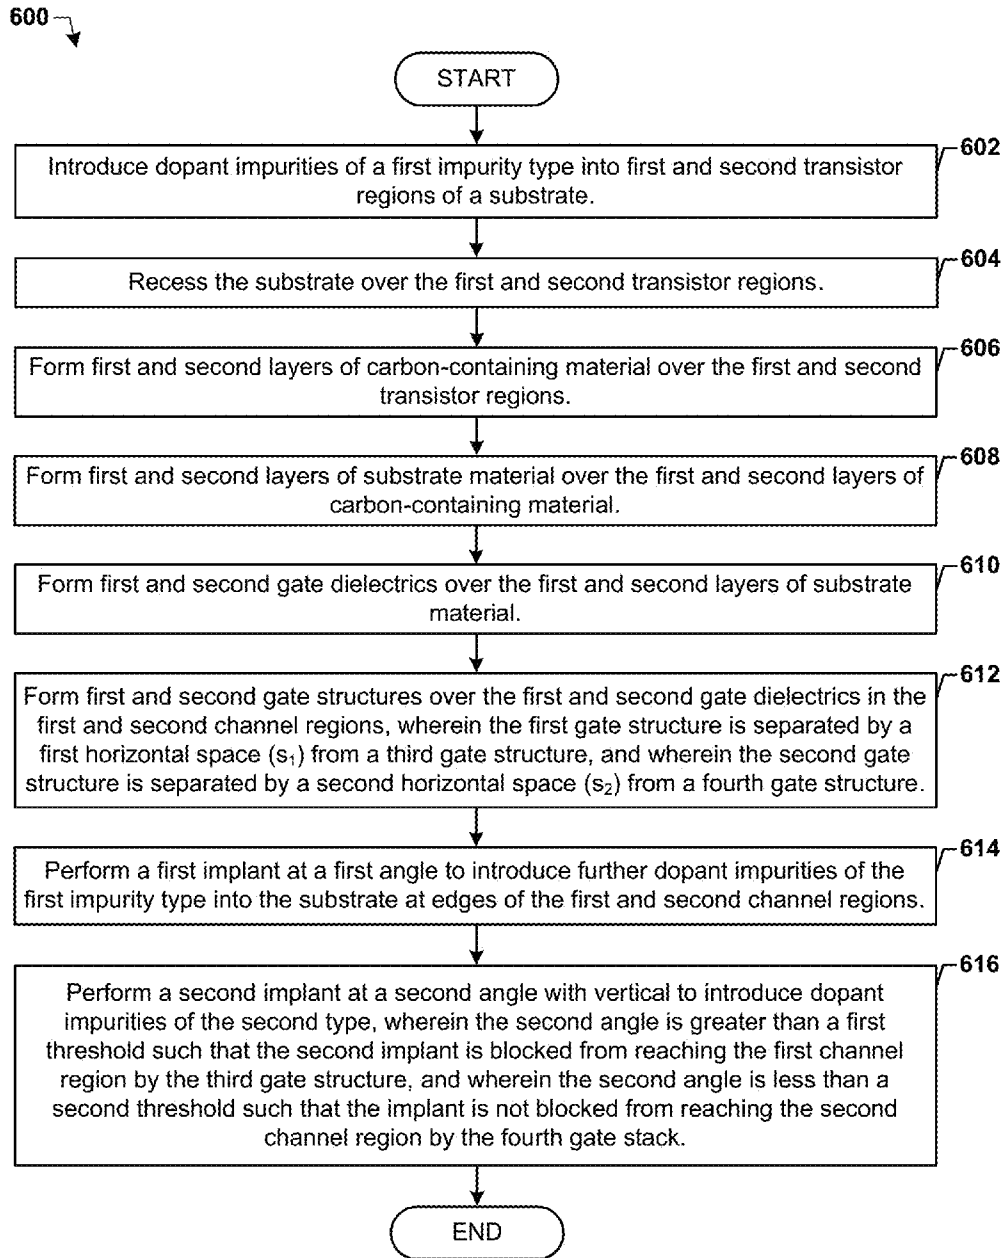 600
START
602
Introduce dopant impurities of a first impurity type into first and second transistor
regions of a substrate.
604
Recess the substrate over the first and second transistor regions.
606
Form first and second layers of carbon-containing material over the first and second
transistor regions.
608
Form first and second layers of substrate material over the first and second layers of
carbon-containing material.
610
Form first and second gate dielectrics over the first and second layers of substrate
material.
612
Form first and second gate structures over the first and second gate dielectrics in the
first and second channel regions, wherein the first gate structure is separated by a
first horizontal space (s₁) from a third gate structure, and wherein the second gate
structure is separated by a second horizontal space (s₂) from a fourth gate structure.
614
Perform a first implant at a first angle to introduce further dopant impurities of the
first impurity type into the substrate at edges of the first and second channel regions.
616
Perform a second implant at a second angle with vertical to introduce dopant
impurities of the second type, wherein the second angle is greater than a first
threshold such that the second implant is blocked from reaching the first channel
region by the third gate structure, and wherein the second angle is less than a
second threshold such that the implant is not blocked from reaching the second
channel region by the fourth gate stack.
END